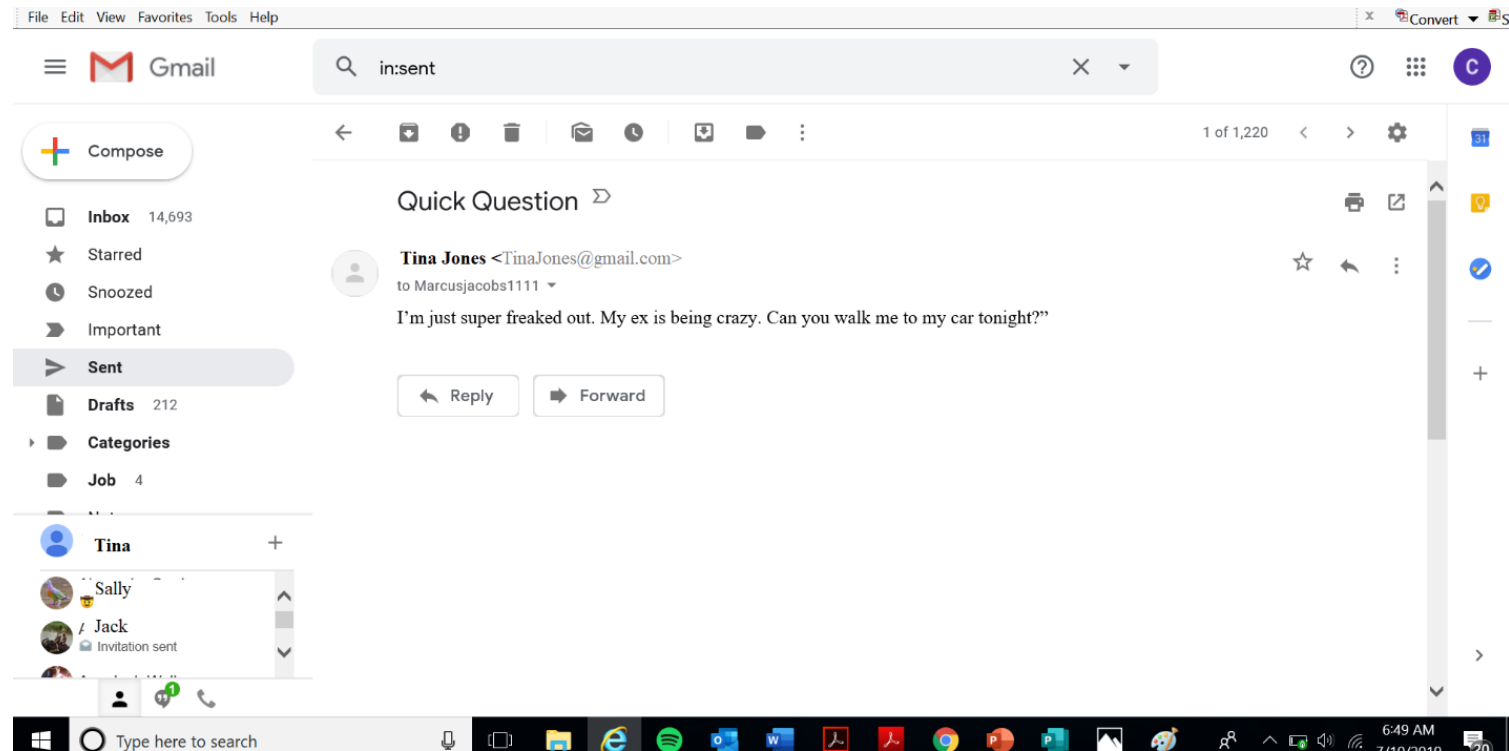 File Edit View Favorites Tools Help
x Convert
Gmail
in:sent
C
Compose
1 of 1,220
31
Quick Question
Inbox 14,693
Starred
Tina Jones <TinaJones@gmail.com>
Snoozed
to Marcusjacobs1111
Important
I’m just super freaked out. My ex is being crazy. Can you walk me to my car tonight?”
Sent
Reply Forward
Drafts 212
Categories
Job 4
Tina
Sally
Jack
Invitation sent
1
Type here to search
6:49 AM
20